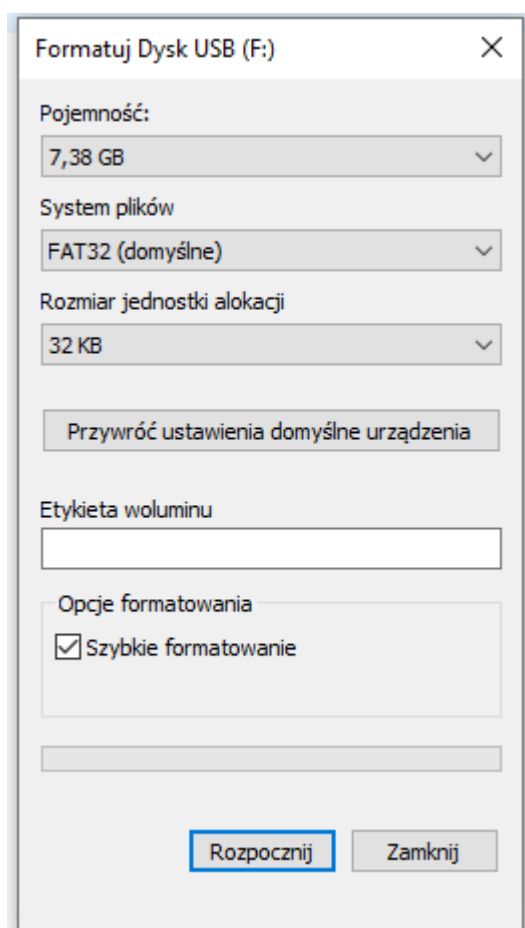 Formatuj Dysk USB (F:)
Pojemność:
7,38 GB
System plików
FAT32 (domyślne)
Rozmiar jednostki alokacji
32 KB
Przywróć ustawienia domyślne urządzenia
Etykieta woluminu
Opcje formatowania
Szybkie formatowanie
Rozpocznij Zamknij